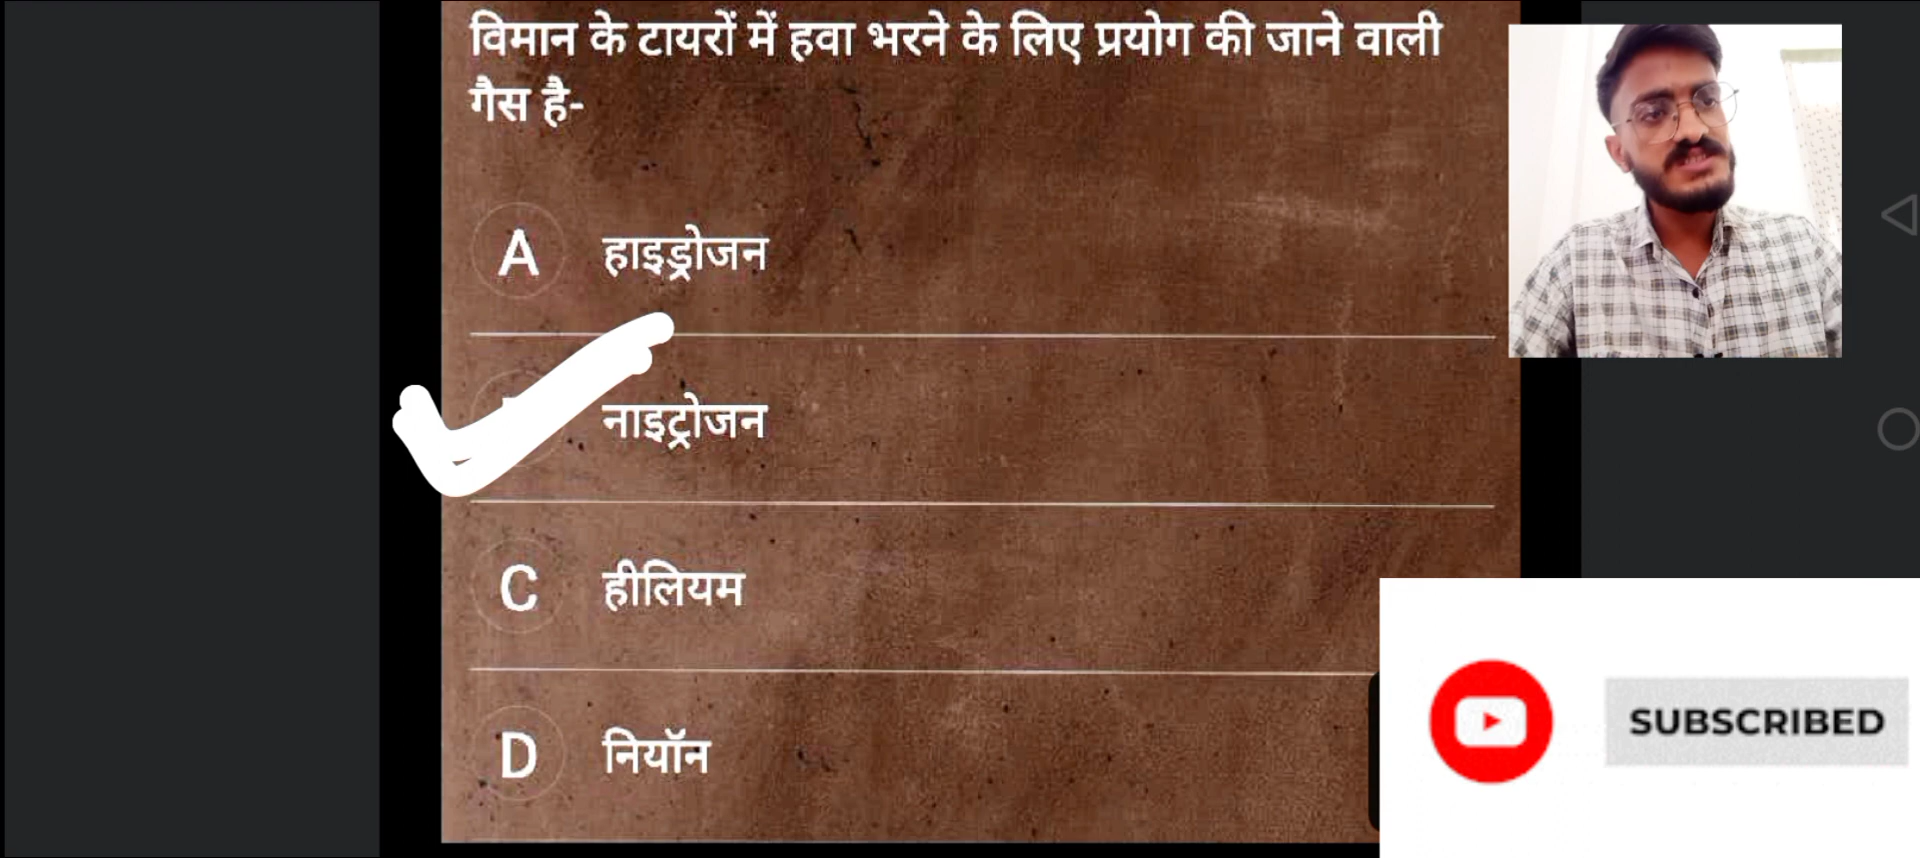 विमान के टायरों में हवा भरने के लिए प्रयोग की जाने वाली
गैस है-
A हाइड्रोजन
नाइट्रोजन
C हीलियम
D नियॉन
SUBSCRIBED